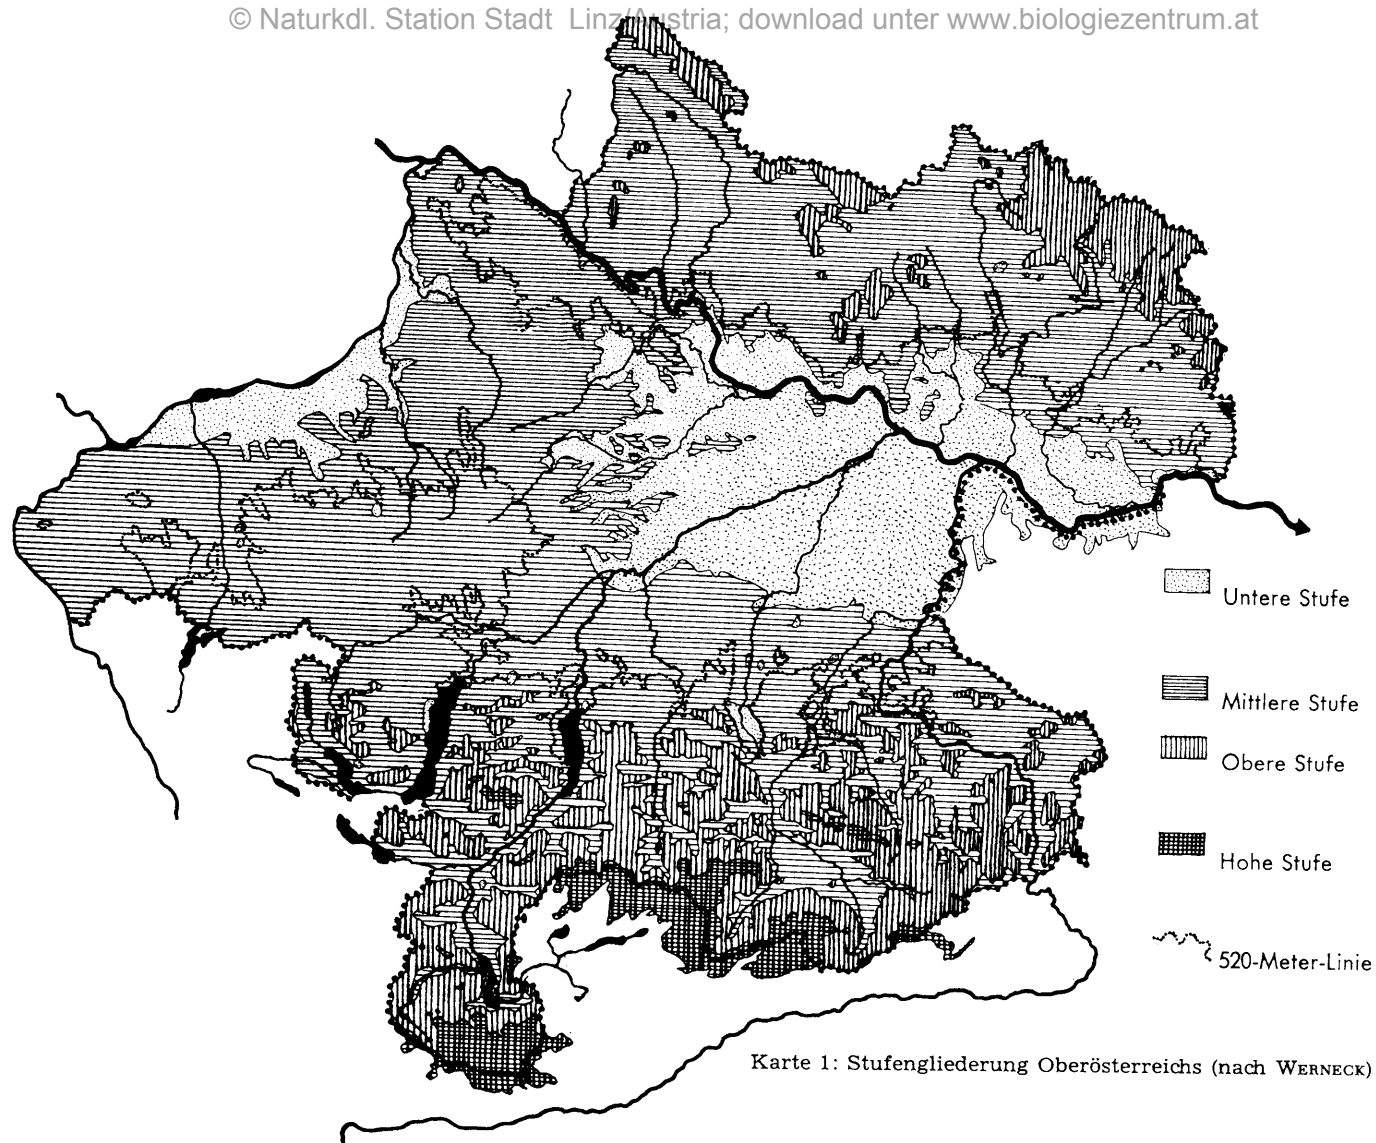 © Naturkdl. Station Stadt Linz/Austria; download unter www.biologiezentrum.at
Untere Stufe
Mittlere Stufe
Obere Stufe
Hohe Stufe
520-Meter-Linie
Karte 1: Stufengliederung Oberösterreichs (nach WERNECK)